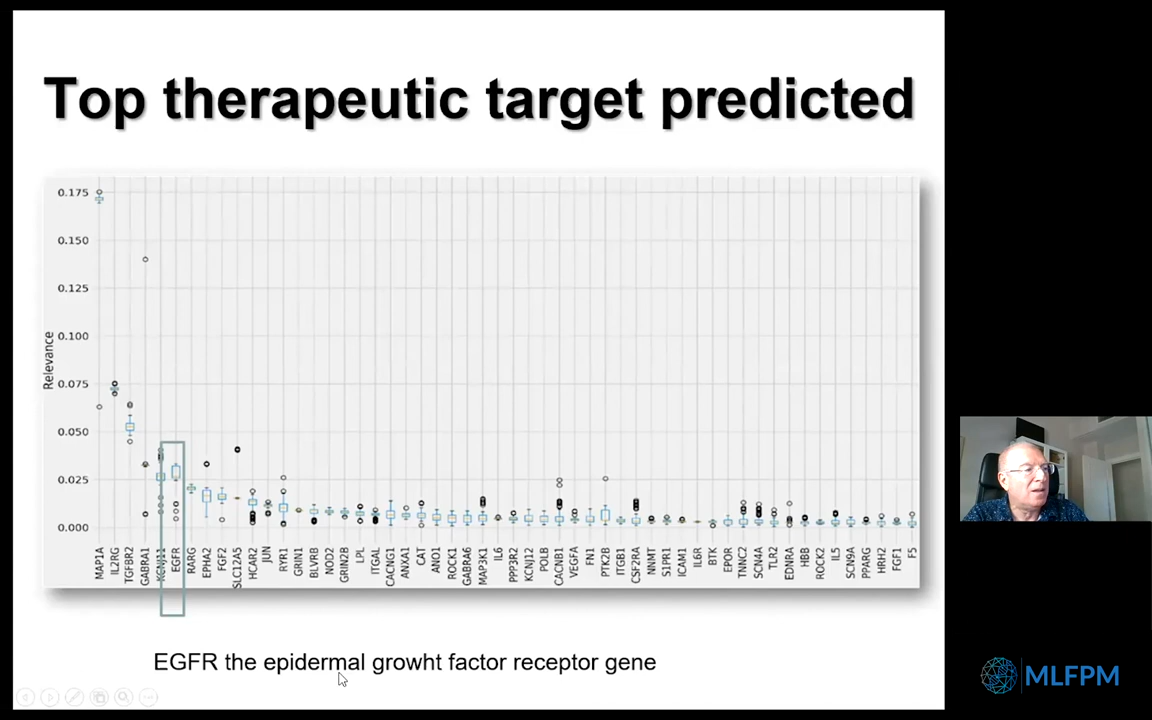 Top therapeutic target predicted
0.175
0.150
0.125
0.100
0.075
0.050
0.025
0.000
Relevance
MAP1A
IL2RG
TGFBR2
GABRA1
KCNJ11
EGFR
RARG
EPHA2
FGF2
SLC12A5
HCAR2
JUN
RYR1
GRIN1
BLVRB
NOD2
GRIN2B
LPL
ITGAL
CACNG1
ANXA1
CAT
ANO1
ROCK1
GABRA6
MAP3K1
IL6
PPP3R2
KCNJ12
POLB
CACNB1
VEGFA
FN1
PTK2B
ITGB1
CSF2RA
NNMT
S1PR1
ICAM1
IL6R
BTK
EPOR
TNNC2
SCN4A
TLR2
EDNRA
HBB
ROCK2
IL5
SCN9A
PPARG
HRH2
FGF1
F5
EGFR the epidermal growht factor receptor gene
MLFPM